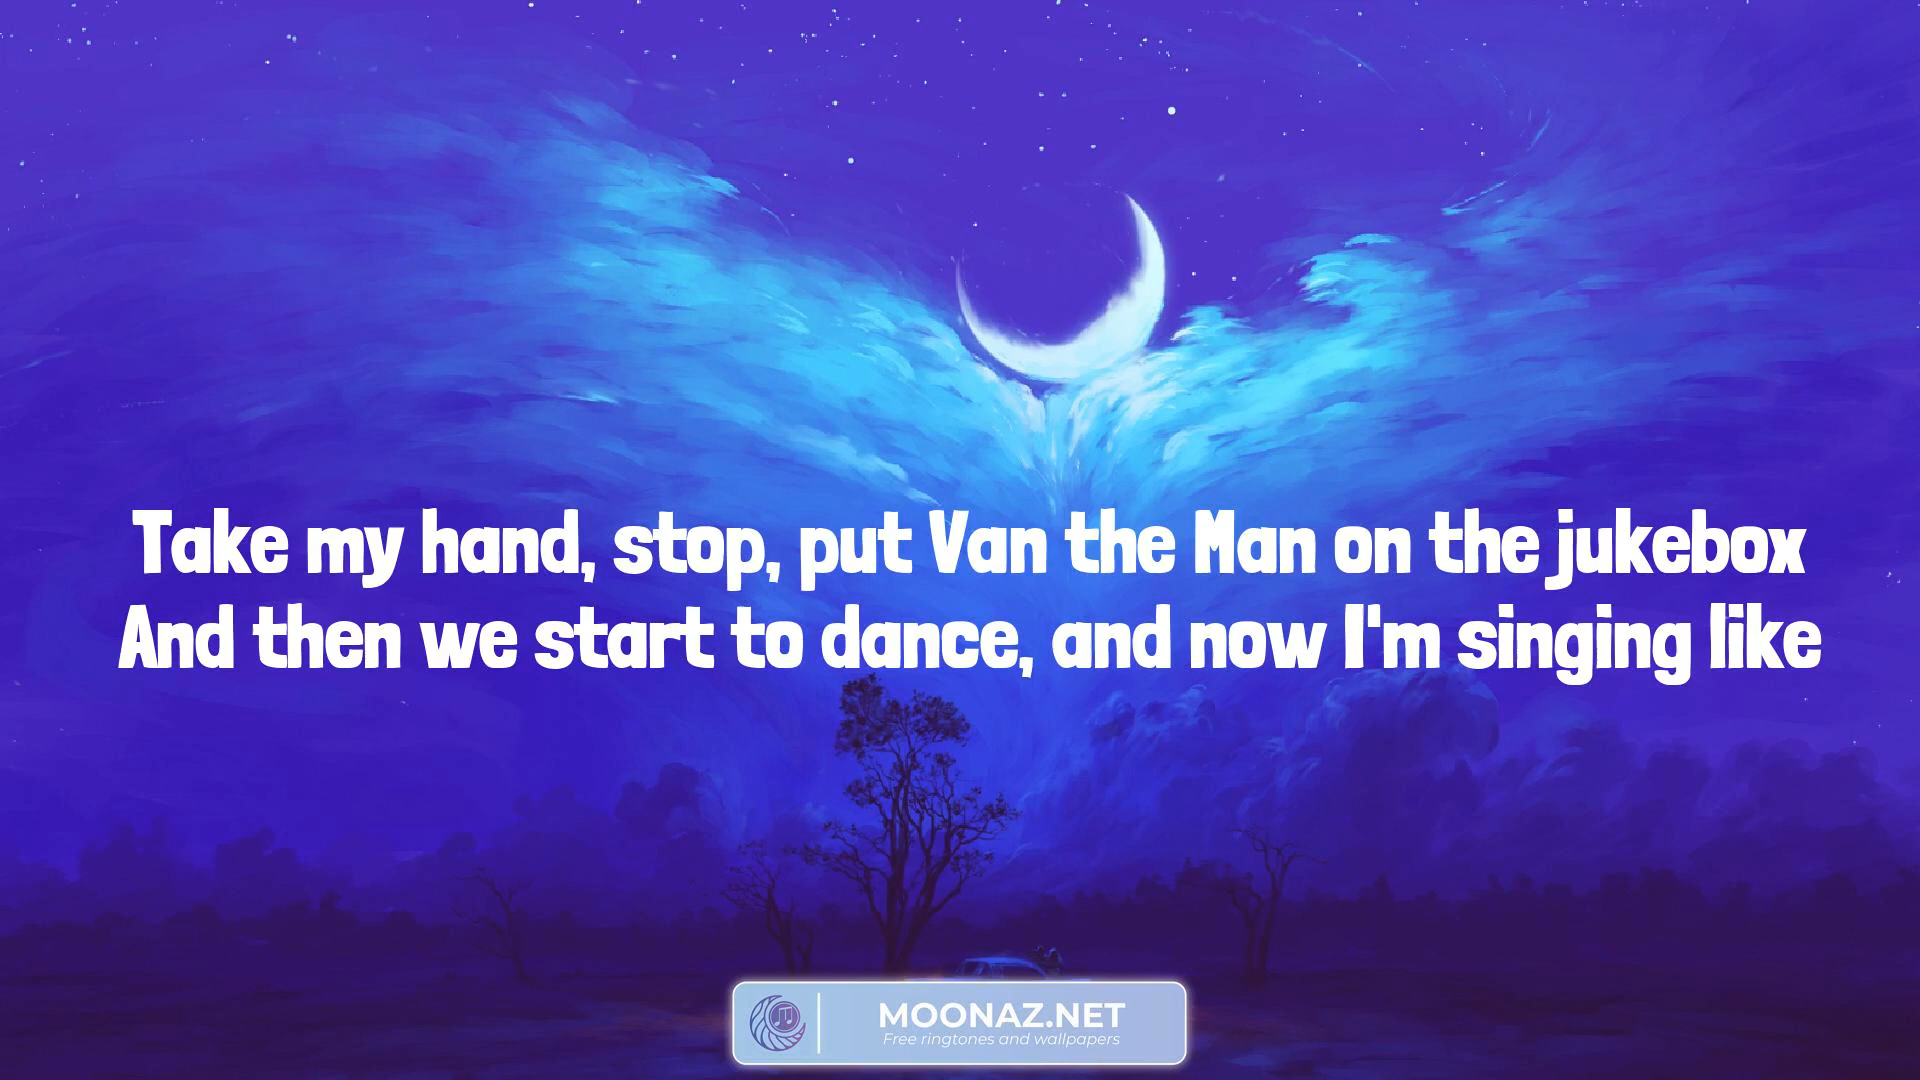 Take my hand, stop, put Van the Man on the jukebox
And then we start to dance, and now I'm singing like
MOONAZ.NET
Free ringtones and wallpapers